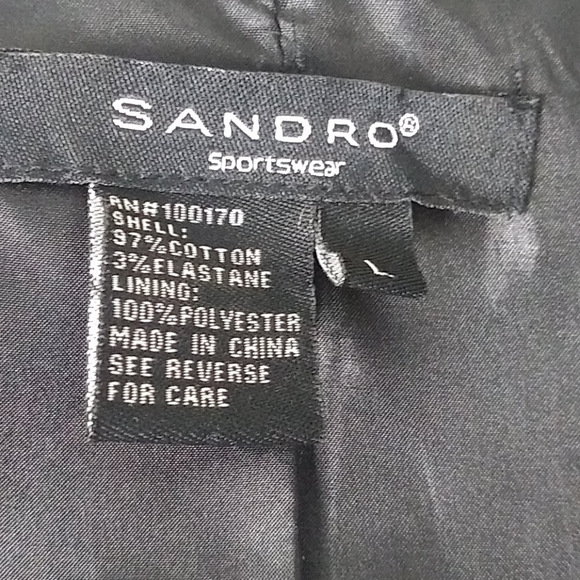 SANDRO®
Sportswear
RN#100170
SHELL:
97%COTTON
3%ELASTANE
LINING:
100%POLYESTER
MADE IN CHINA
SEE REVERSE
FOR CARE
L